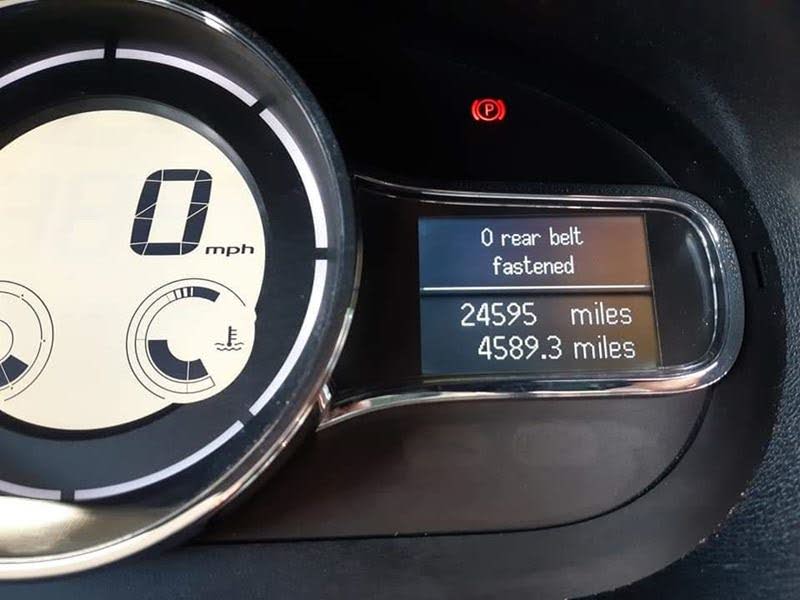 P
0 mph
0 rear belt
fastened
24595 miles
4589.3 miles